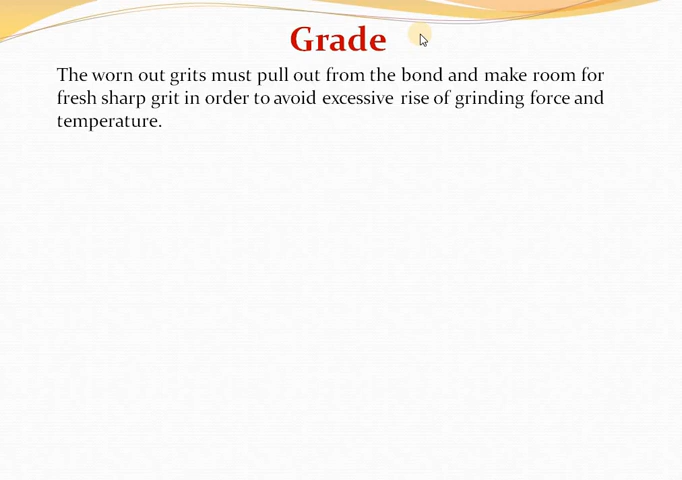 Grade
The worn out grits must pull out from the bond and make room for
fresh sharp grit in order to avoid excessive rise of grinding force and
temperature.